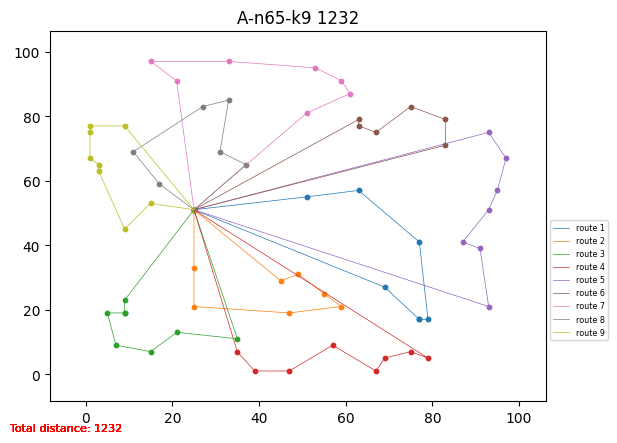 A-n65-k9 1232
100
80
60
40
20
0
0 20 40 60 80 100
route 1
route 2
route 3
route 4
route 5
route 6
route 7
route 8
route 9
Total distance: 1232